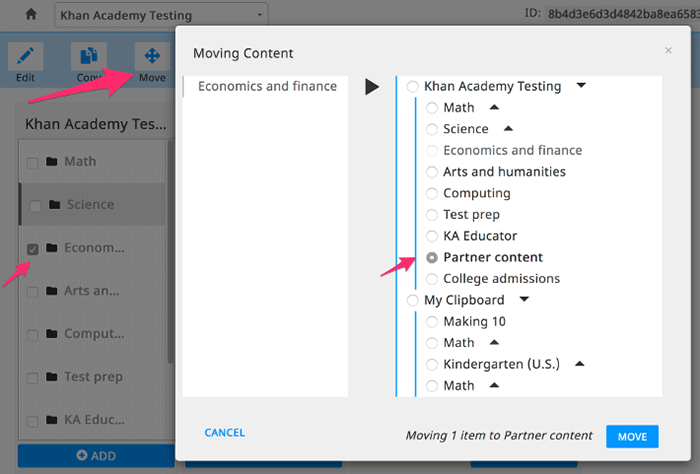 Khan Academy Testing
ID: 8b4d3e6d3d4842ba8ea6583
Edit
Copy
Move
Khan Academy Tes...
Math
Science
Econom...
Arts an...
Comput...
Test prep
KA Educ...
ADD
Moving Content
×
Economics and finance
Khan Academy Testing
Math
Science
Economics and finance
Arts and humanities
Computing
Test prep
KA Educator
Partner content
College admissions
My Clipboard
Making 10
Math
Kindergarten (U.S.)
Math
CANCEL
Moving 1 item to Partner content
MOVE